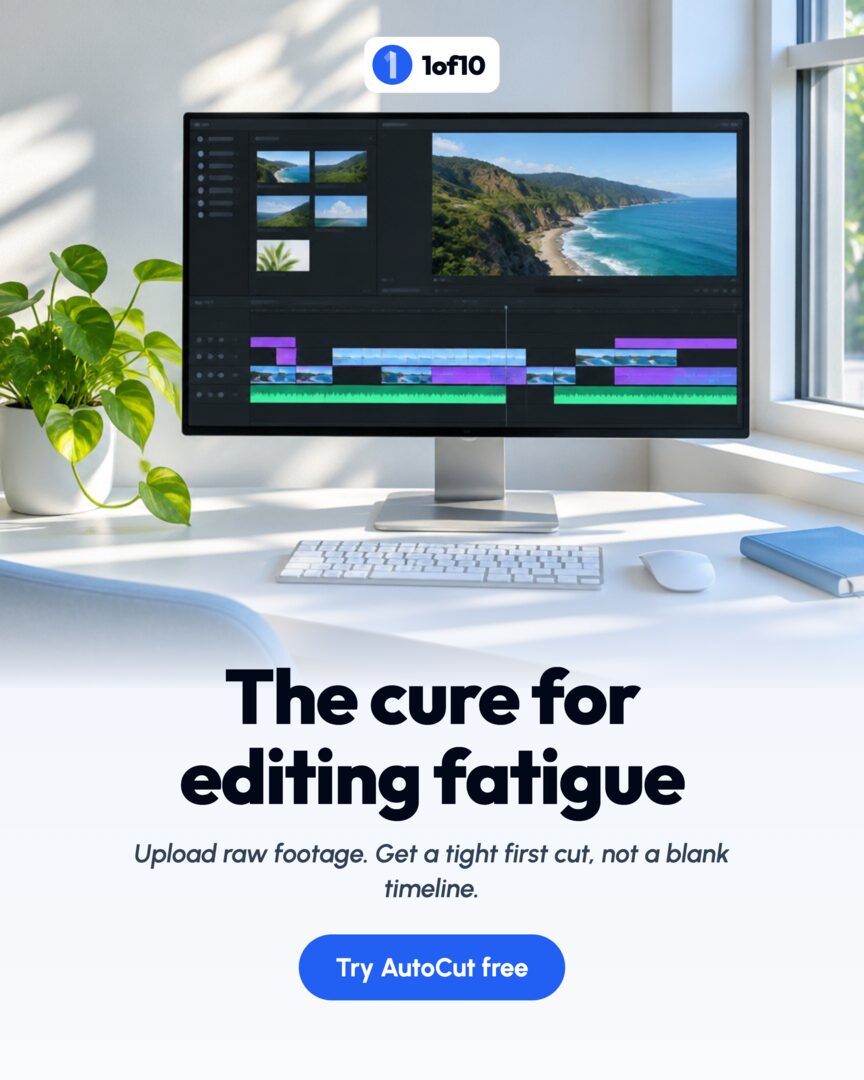 1of10
The cure for
editing fatigue
Upload raw footage. Get a tight first cut, not a blank
timeline.
Try AutoCut free